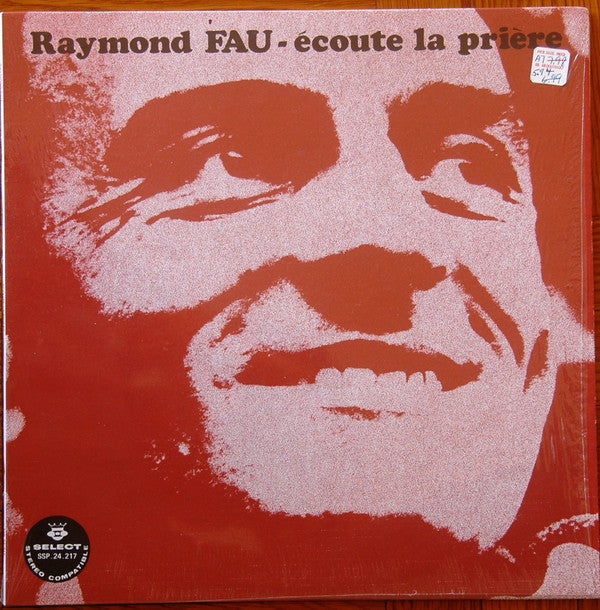 Raymond FAU - écoute la prière
SELECT
SSP. 24.217
STEREO COMPATIBLE